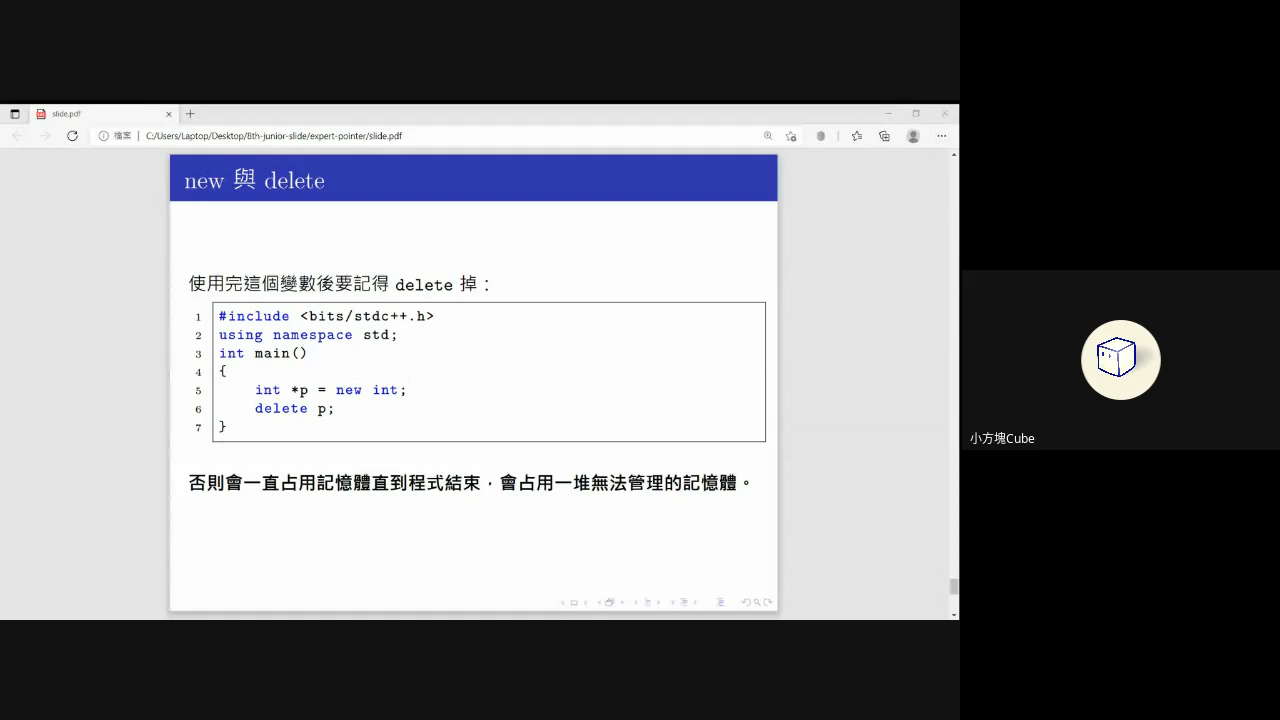 slide.pdf
檔案
C:/Users/Laptop/Desktop/8th-junior-slide/expert-pointer/slide.pdf
new 與 delete
使用完這個變數後要記得 delete 掉：
1 #include <bits/stdc++.h>
2 using namespace std;
3 int main()
4 {
5 int *p = new int;
6 delete p;
7 }
否則會一直占用記憶體直到程式結束，會占用一堆無法管理的記憶體。
小方塊Cube